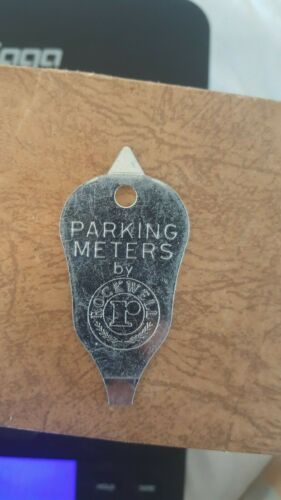 PARKING
METERS
by
ROCKWELL
r